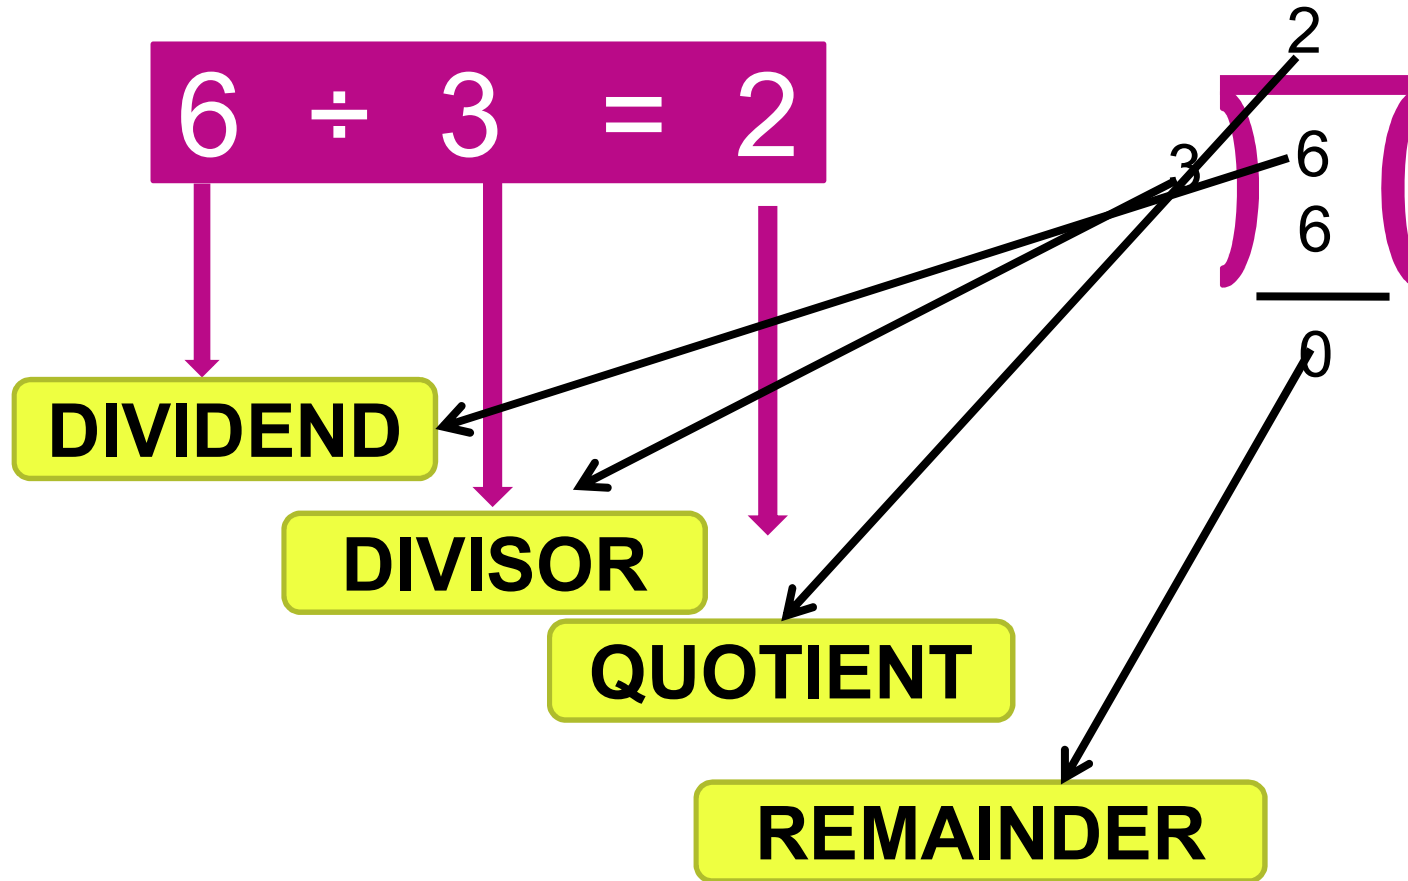 6 ÷ 3 = 2
2
3 6
6
0
DIVIDEND
DIVISOR
QUOTIENT
REMAINDER